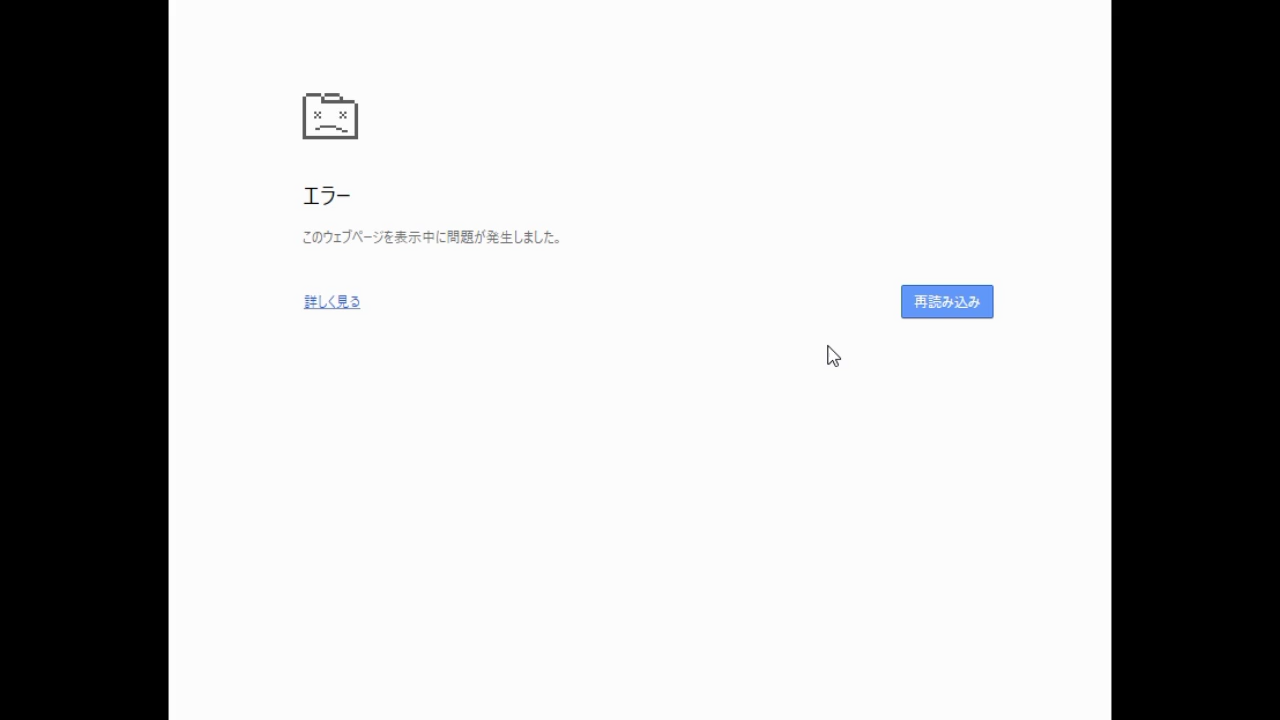 エラー
このウェブページを表示中に問題が発生しました。
詳しく見る
再読み込み